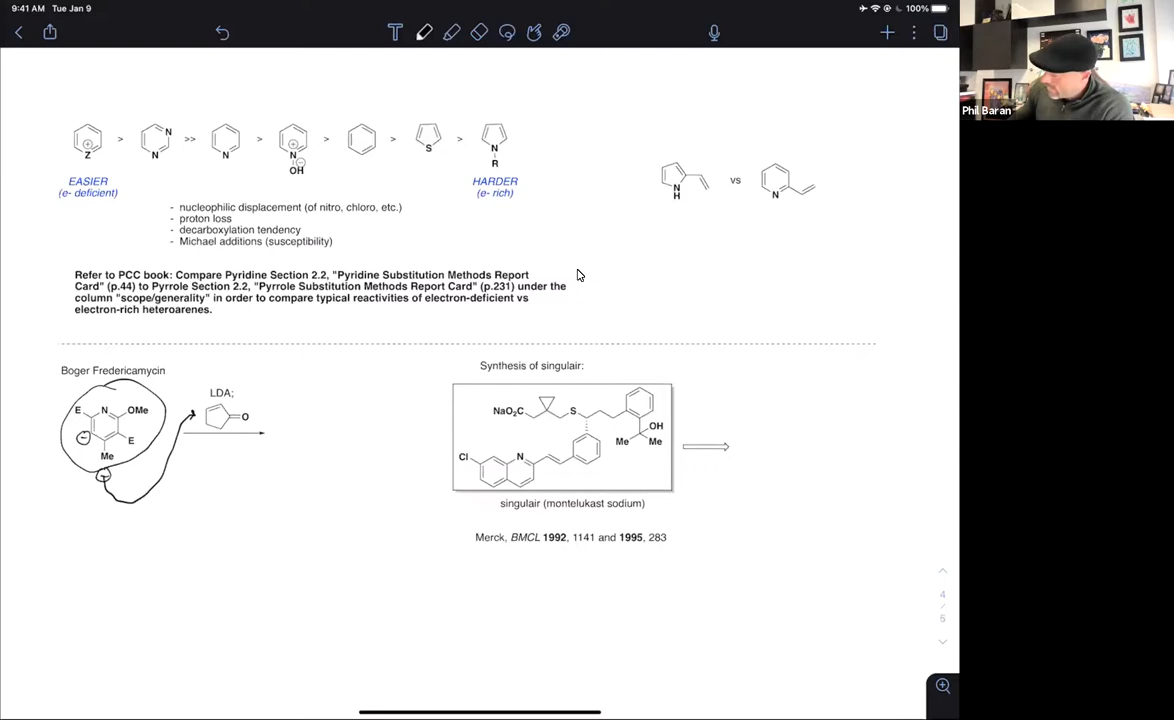 9:41 AM Tue Jan 9
100%
Phil Baran
Z > N N >> N > N OH > > S > N R
EASIER
(e- deficient)
HARDER
(e- rich)
N H vs N
- nucleophilic displacement (of nitro, chloro, etc.)
- proton loss
- decarboxylation tendency
- Michael additions (susceptibility)
Refer to PCC book: Compare Pyridine Section 2.2, "Pyridine Substitution Methods Report
Card" (p.44) to Pyrrole Section 2.2, "Pyrrole Substitution Methods Report Card" (p.231) under the
column "scope/generality" in order to compare typical reactivities of electron-deficient vs
electron-rich heteroarenes.
Boger Fredericamycin
E N OMe
E
Me
LDA;
O
Synthesis of singulair:
NaO2C S
OH
Me Me
Cl N
singulair (montelukast sodium)
Merck, BMCL 1992, 1141 and 1995, 283
4
/
5